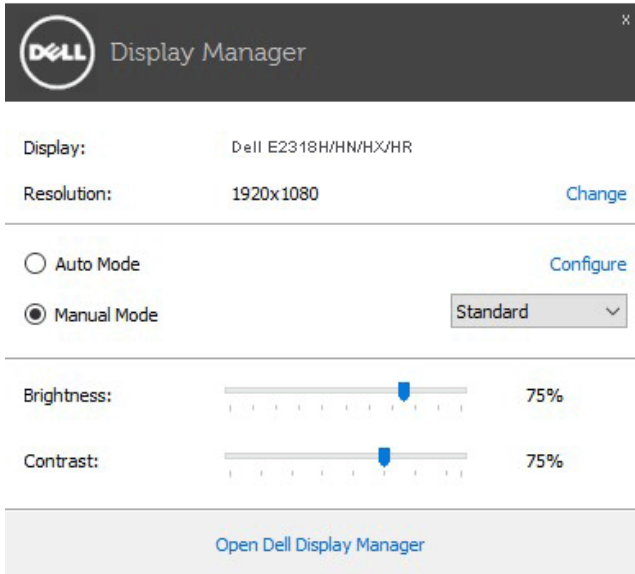 x
DELL Display Manager
Display: Dell E2318H/HN/HX/HR
Resolution: 1920x1080 Change
Auto Mode Configure
Manual Mode Standard
Brightness: 75%
Contrast: 75%
Open Dell Display Manager